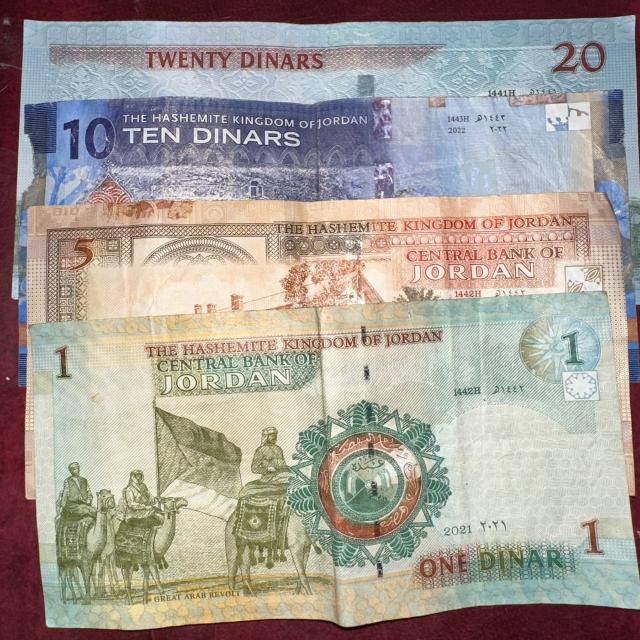 TWENTY DINARS
20
1441H
10
THE HASHEMITE KINGDOM OF JORDAN
TEN DINARS
1443H ١٤٤٣هـ
2022 ٢٠٢٢
5
THE HASHEMITE KINGDOM OF JORDAN
CENTRAL BANK OF
JORDAN
1442H ١٤٤٢هـ
1
THE HASHEMITE KINGDOM OF JORDAN
CENTRAL BANK OF
JORDAN
1
1442H ١٤٤٢هـ
2021 ٢٠٢١
ONE DINAR
1
GREAT ARAB REVOLT